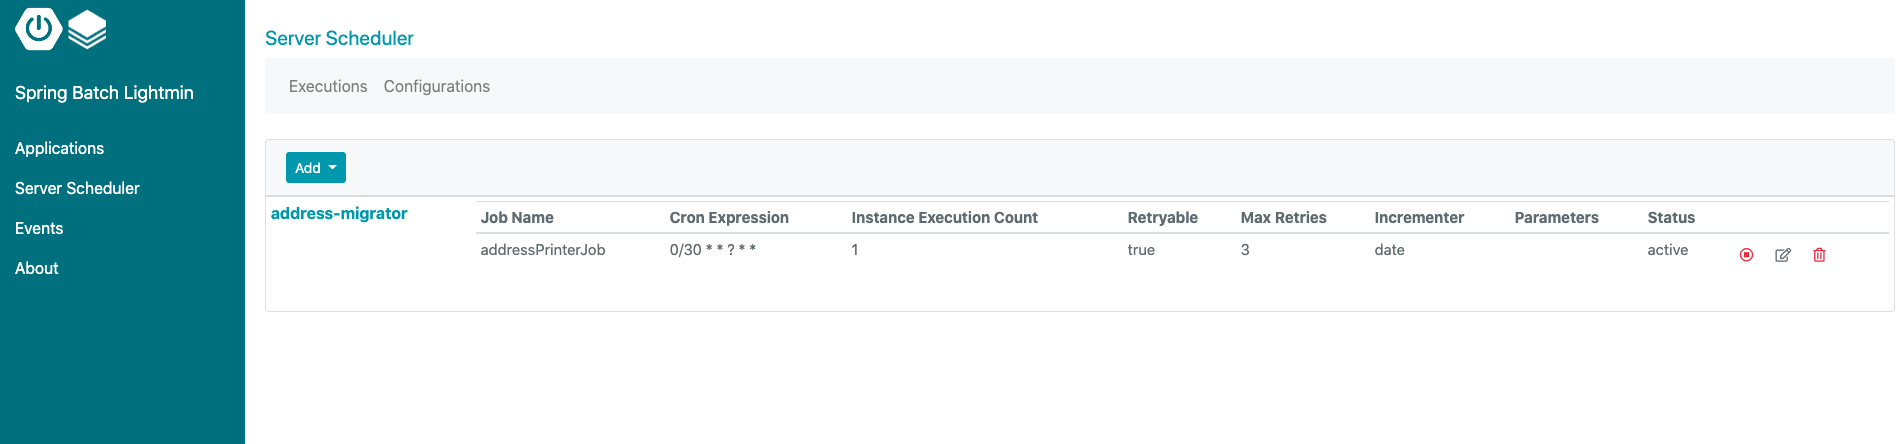 Spring Batch Lightmin
Applications
Server Scheduler
Events
About
Server Scheduler
Executions Configurations
Add
address-migrator
Job Name Cron Expression Instance Execution Count Retryable Max Retries Incrementer Parameters Status
addressPrinterJob 0/30 * * ? * * 1 true 3 date active